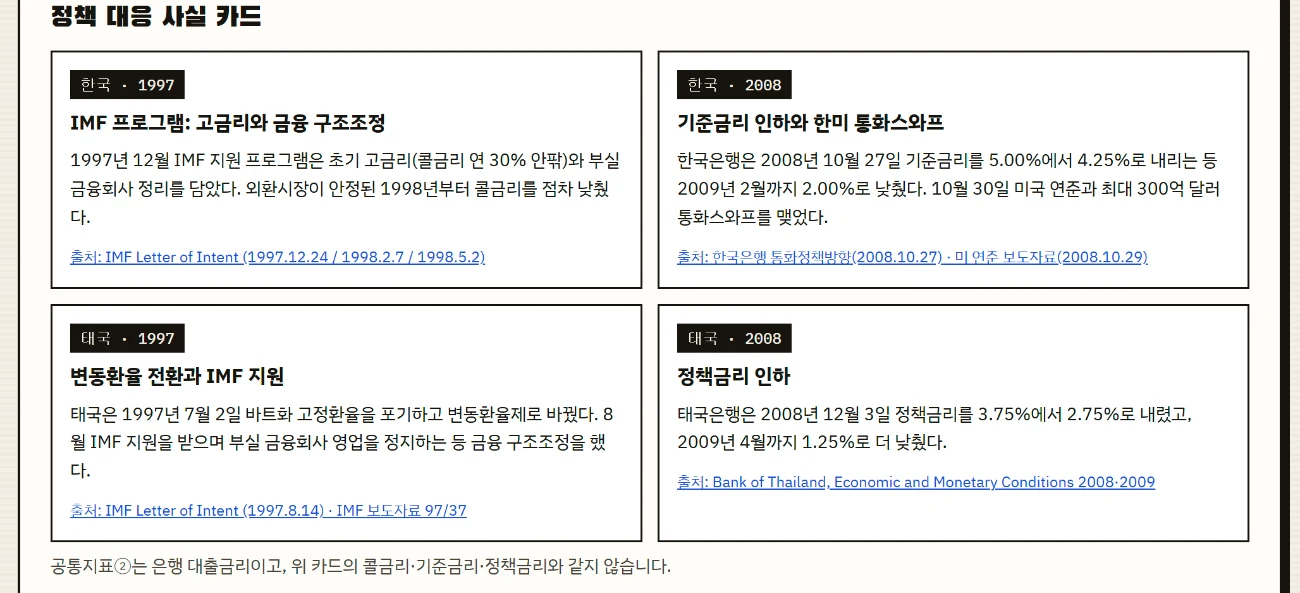 정책 대응 사실 카드
한국 · 1997
IMF 프로그램: 고금리와 금융 구조조정
1997년 12월 IMF 지원 프로그램은 초기 고금리(콜금리 연 30% 안팎)와 부실
금융회사 정리를 담았다. 외환시장이 안정된 1998년부터 콜금리를 점차 낮췄
다.
출처: IMF Letter of Intent (1997.12.24 / 1998.2.7 / 1998.5.2)
한국 · 2008
기준금리 인하와 한미 통화스와프
한국은행은 2008년 10월 27일 기준금리를 5.00%에서 4.25%로 내리는 등
2009년 2월까지 2.00%로 낮췄다. 10월 30일 미국 연준과 최대 300억 달러
통화스와프를 맺었다.
출처: 한국은행 통화정책방향(2008.10.27) · 미 연준 보도자료(2008.10.29)
태국 · 1997
변동환율 전환과 IMF 지원
태국은 1997년 7월 2일 바트화 고정환율을 포기하고 변동환율제로 바꿨다. 8
월 IMF 지원을 받으며 부실 금융회사 영업을 정지하는 등 금융 구조조정을 했
다.
출처: IMF Letter of Intent (1997.8.14) · IMF 보도자료 97/37
태국 · 2008
정책금리 인하
태국은행은 2008년 12월 3일 정책금리를 3.75%에서 2.75%로 내렸고,
2009년 4월까지 1.25%로 더 낮췄다.
출처: Bank of Thailand, Economic and Monetary Conditions 2008·2009
공통지표②는 은행 대출금리이고, 위 카드의 콜금리·기준금리·정책금리와 같지 않습니다.